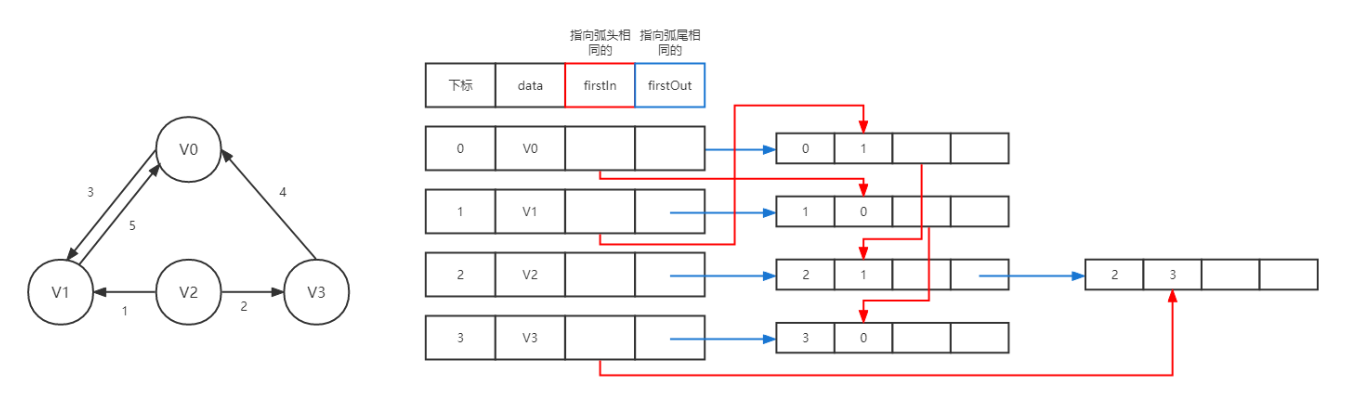 V0
3
4
5
V1
V2
V3
1
2
指向弧头相
同的
指向弧尾相
同的
下标 data firstIn firstOut
0 V0
0 1
1 V1
1 0
2 V2
2 1
2 3
3 V3
3 0